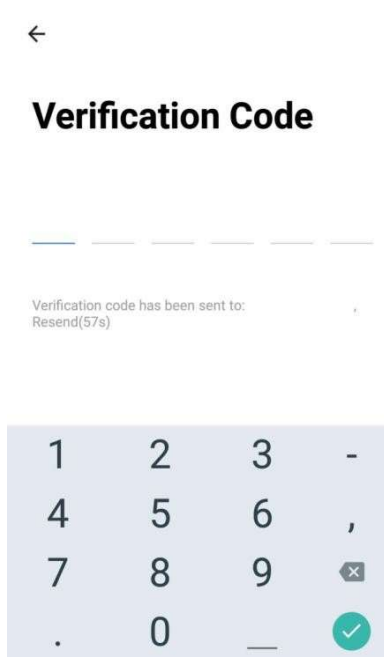 Verification Code
Verification code has been sent to: ,
Resend(57s)
1 2 3 -
4 5 6 ,
7 8 9
. 0 _